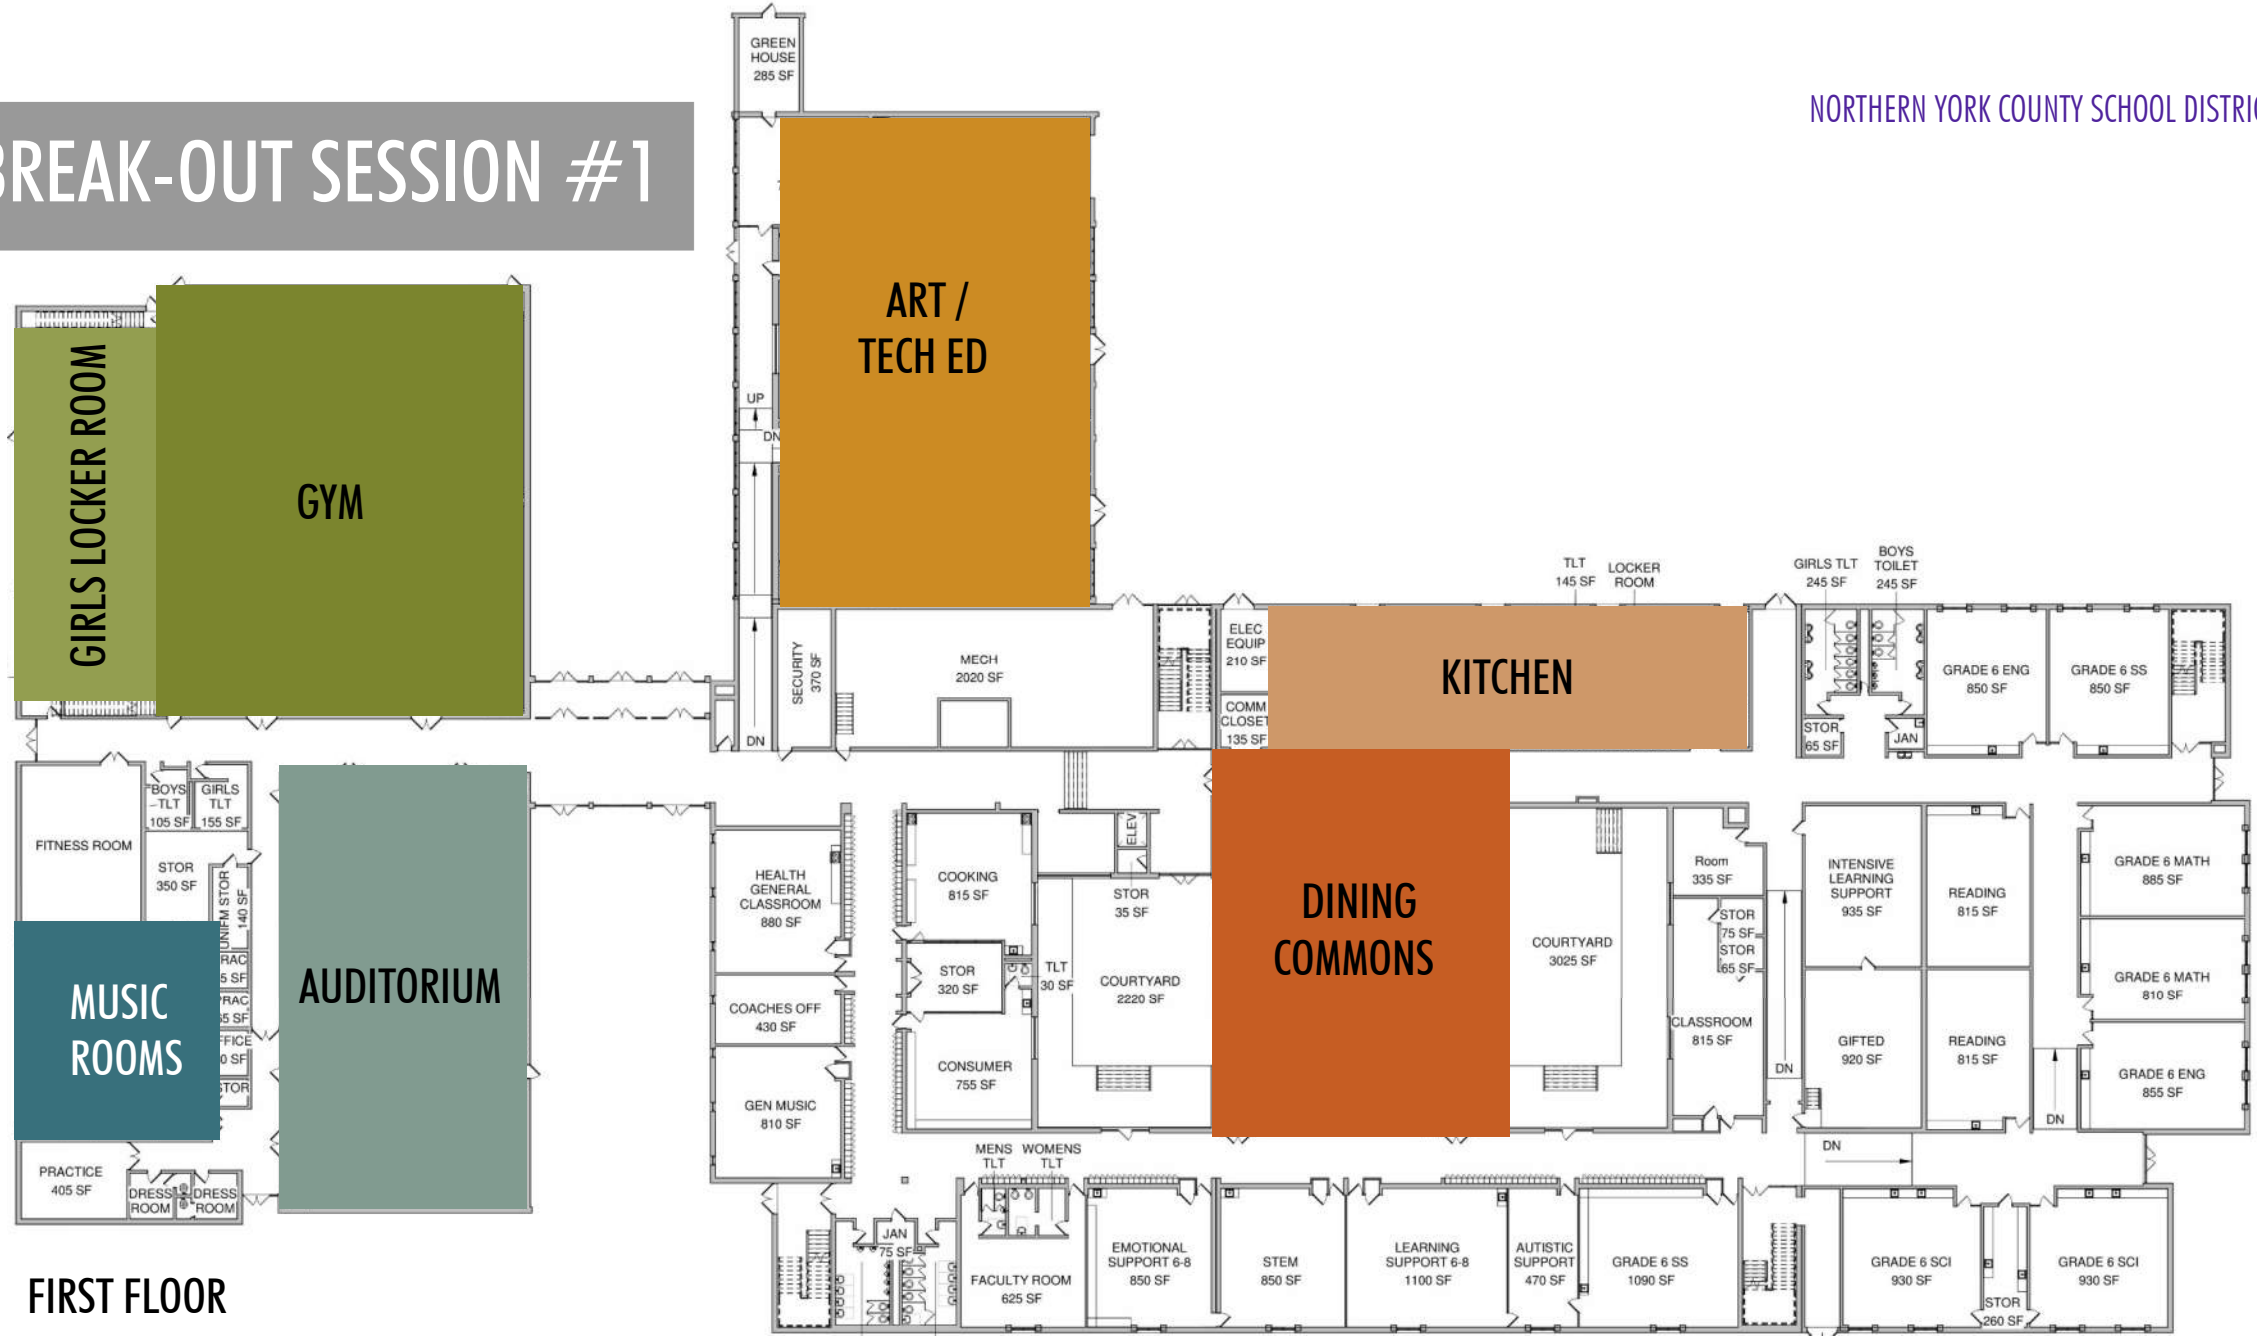 GREEN
HOUSE
285 SF
NORTHERN YORK COUNTY SCHOOL
BREAK-OUT SESSION #1
ART /
TECH ED
GIRLS LOCKER ROOM
GYM
UP
DN
TLT
145 SF
LOCKER
ROOM
GIRLS TLT
245 SF
BOYS
TOILET
245 SF
SECURITY
370 SF
MECH
2020 SF
ELEC
EQUIP
210 SF
COMM
CLOSET
135 SF
KITCHEN
STOR
65 SF
JAN
GRADE 6 ENG
850 SF
GRADE 6 SS
850 SF
DN
FITNESS ROOM
BOYS
TLT
105 SF
GIRLS
TLT
155 SF
STOR
350 SF
UNIFM STOR
140 SF
MUSIC
ROOMS
SF
SF
SF
PRACTICE
405 SF
DRESS
ROOM
DRESS
ROOM
AUDITORIUM
HEALTH
GENERAL
CLASSROOM
880 SF
COACHES OFF
430 SF
GEN MUSIC
810 SF
COOKING
815 SF
STOR
320 SF
TLT
30 SF
CONSUMER
755 SF
ELEV
STOR
35 SF
COURTYARD
2220 SF
DINING
COMMONS
COURTYARD
3025 SF
Room
335 SF
STOR
75 SF
STOR
65 SF
CLASSROOM
815 SF
DN
INTENSIVE
LEARNING
SUPPORT
935 SF
READING
815 SF
GIFTED
920 SF
READING
815 SF
GRADE 6 MATH
885 SF
GRADE 6 MATH
810 SF
GRADE 6 ENG
855 SF
DN
DN
MENS
TLT
WOMENS
TLT
JAN
75 SF
FACULTY ROOM
625 SF
EMOTIONAL
SUPPORT 6-8
850 SF
STEM
850 SF
LEARNING
SUPPORT 6-8
1100 SF
AUTISTIC
SUPPORT
470 SF
GRADE 6 SS
1090 SF
GRADE 6 SCI
930 SF
STOR
260 SF
GRADE 6 SCI
930 SF
FIRST FLOOR